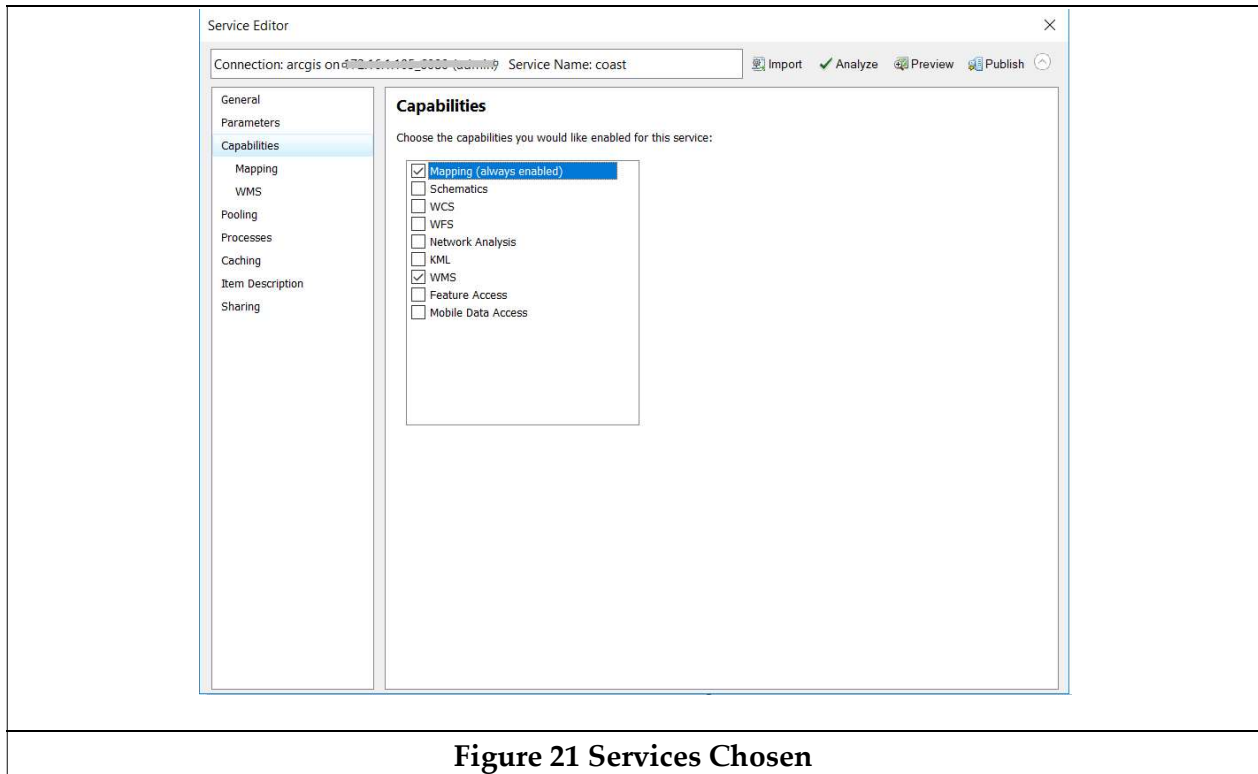 Service Editor
Connection: arcgis on Service Name: coast
Import Analyze Preview Publish
General
Parameters
Capabilities
Mapping
WMS
Pooling
Processes
Caching
Item Description
Sharing
Capabilities
Choose the capabilities you would like enabled for this service:
Mapping (always enabled)
Schematics
WCS
WFS
Network Analysis
KML
WMS
Feature Access
Mobile Data Access
Figure 21 Services Chosen